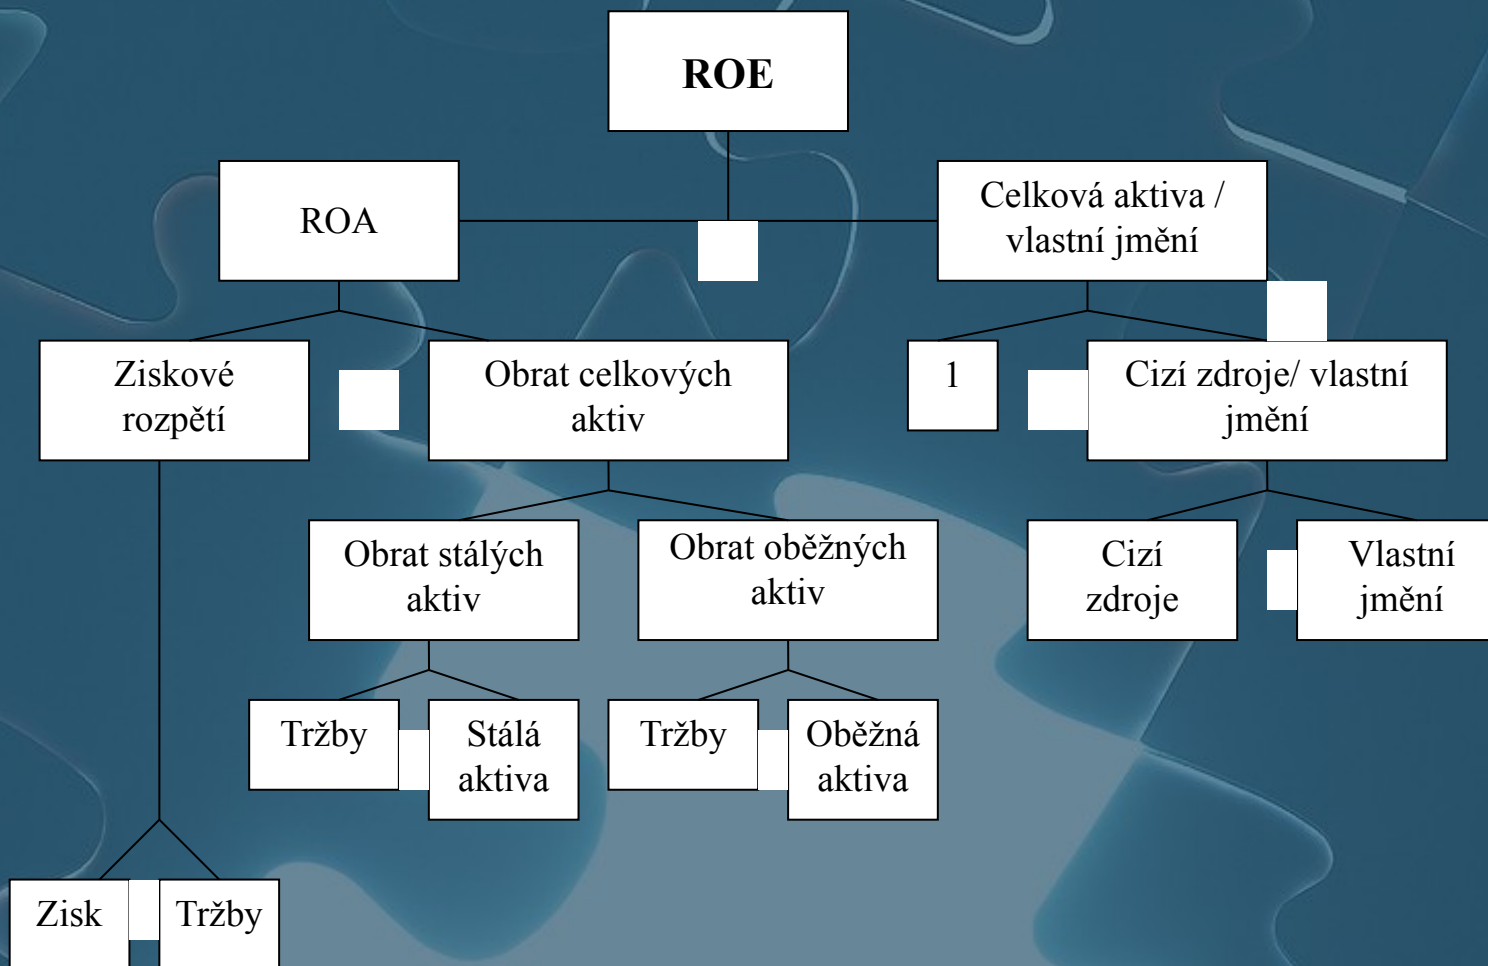 ROE
ROA
Celková aktiva /
vlastní jmění
Ziskové
rozpětí
Obrat celkových
aktiv
1
Cizí zdroje/ vlastní
jmění
Obrat stálých
aktiv
Obrat oběžných
aktiv
Cizí
zdroje
Vlastní
jmění
Tržby
Stálá
aktiva
Tržby
Oběžná
aktiva
Zisk
Tržby